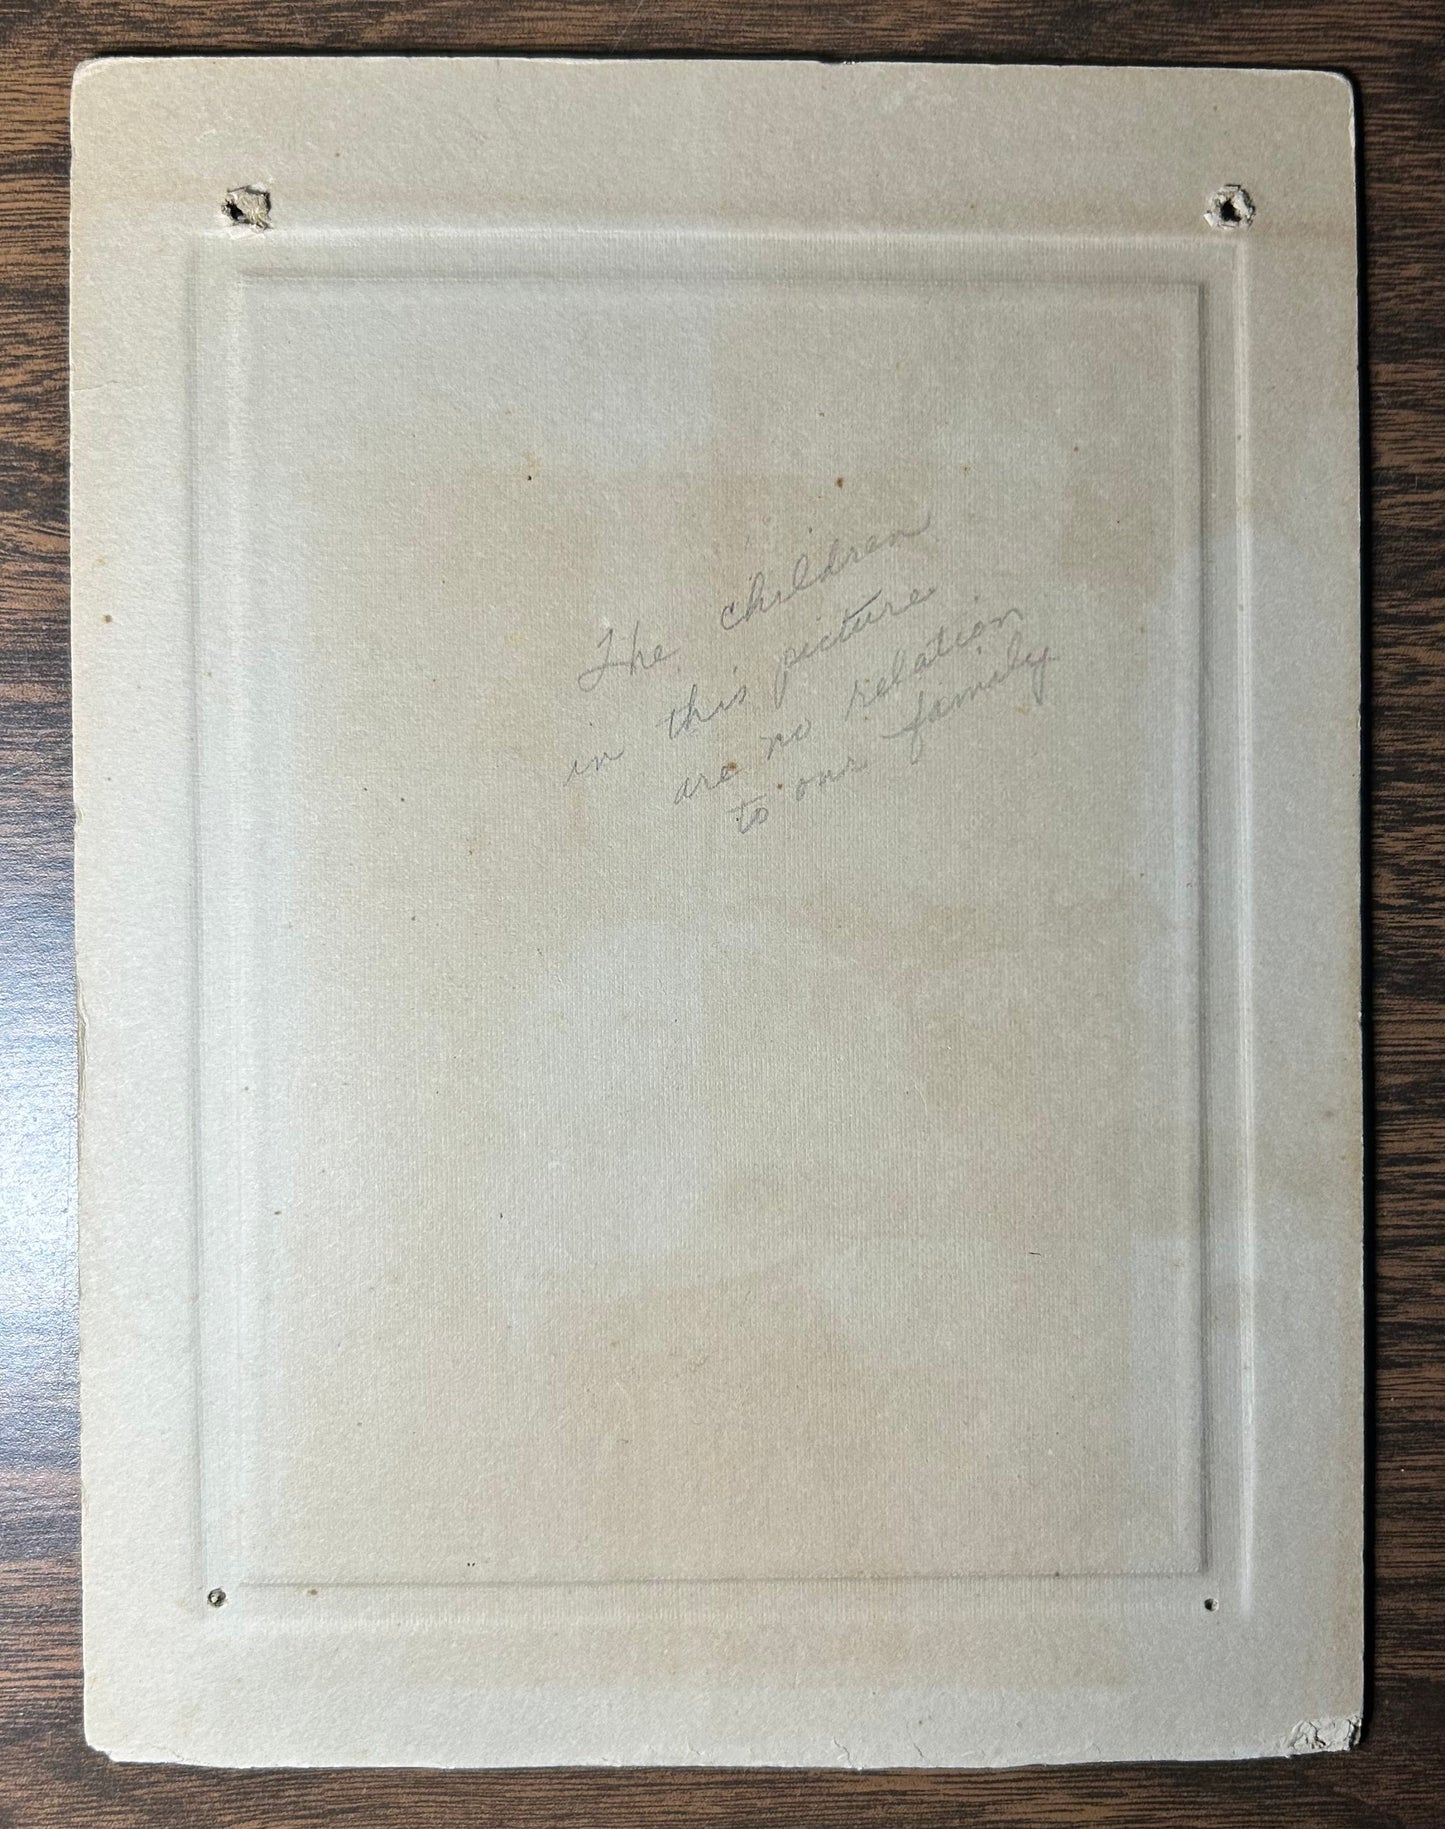 The children
in this picture
are no relation
to our family